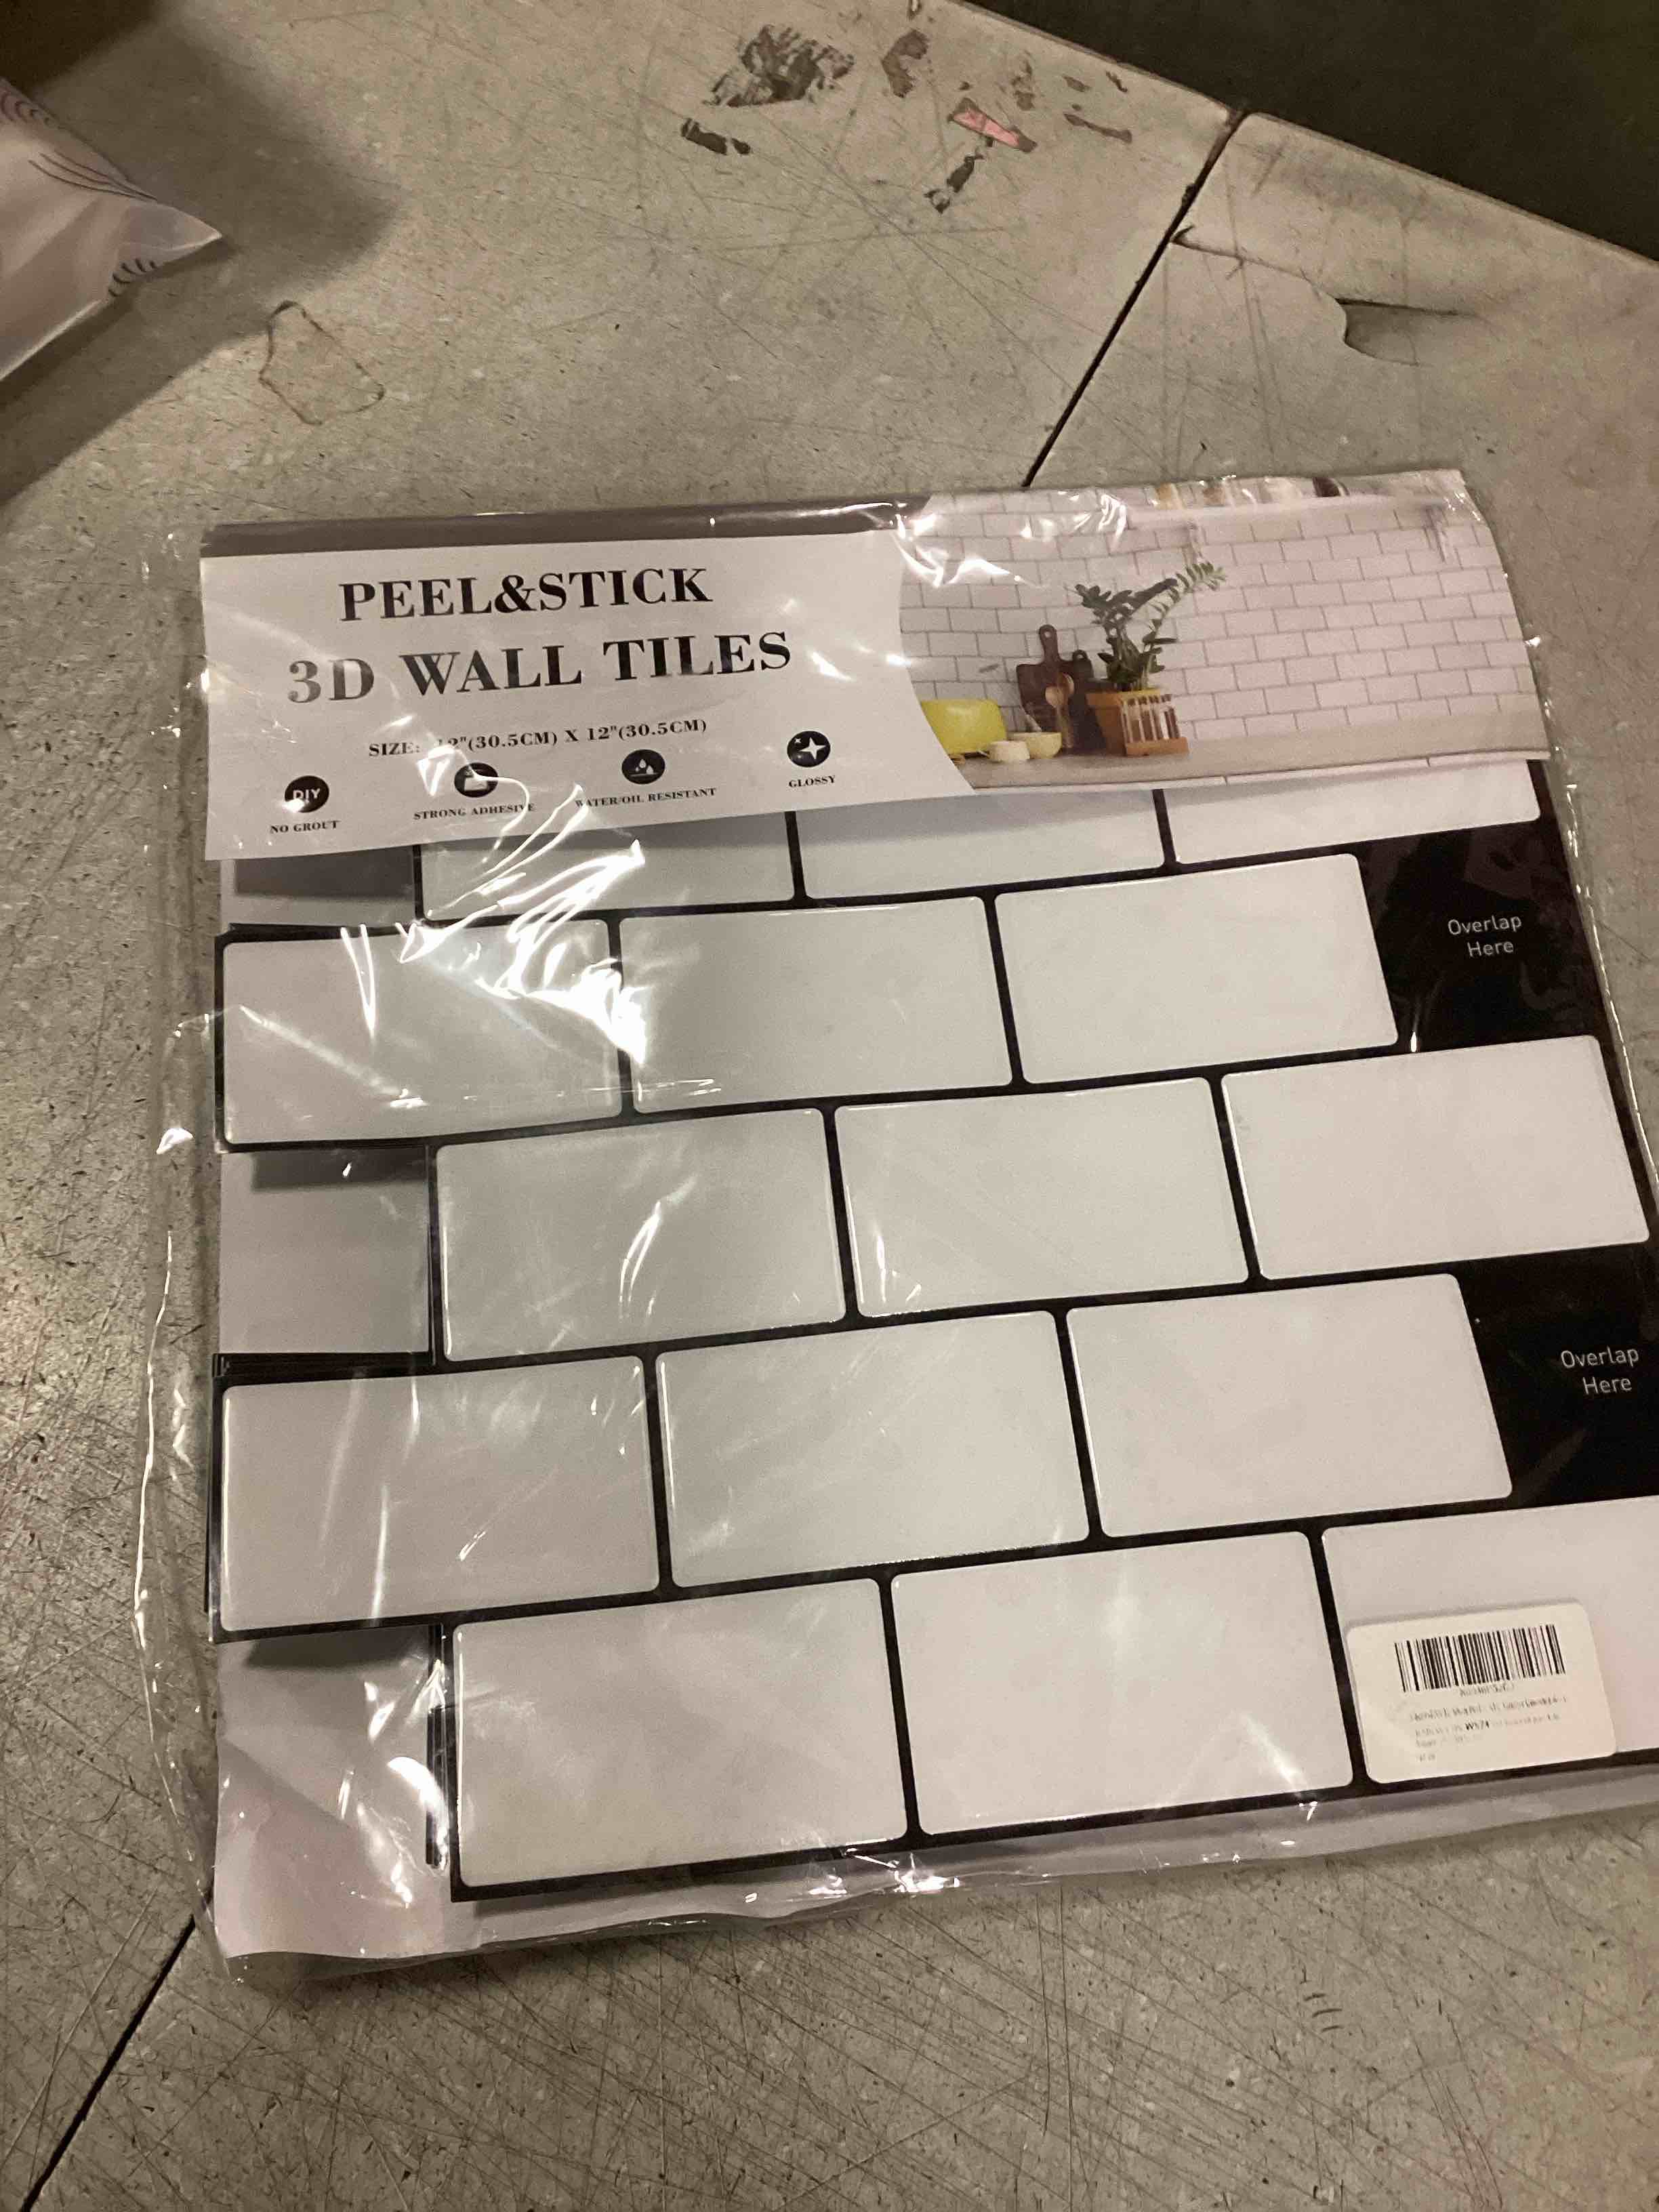 PEEL&STICK
3D WALL TILES
SIZE: 12"(30.5CM) X 12"(30.5CM)
DIY
NO GROUT
STRONG ADHESIVE
WATER/OIL RESISTANT
GLOSSY
Overlap
Here
Overlap
Here